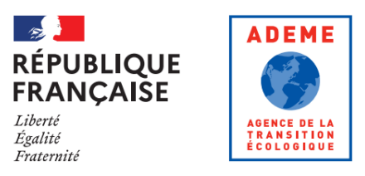 RÉPUBLIQUE
FRANÇAISE
Liberté
Égalité
Fraternité
ADEME
AGENCE DE LA
TRANSITION
ÉCOLOGIQUE